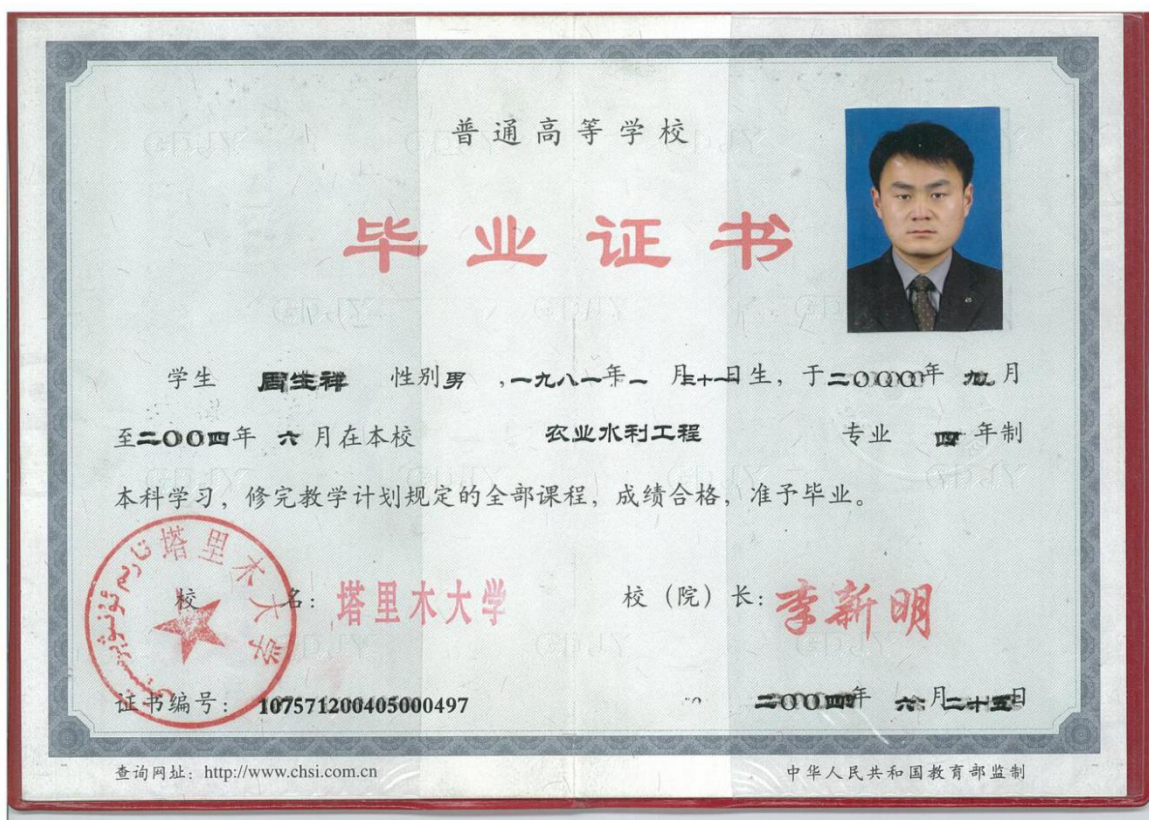 普通高等学校
毕业证书
学生 周生祥 性别 男 ,一九八一年一 月三十一日生, 于二〇〇〇年 九 月
至二〇〇四年 六 月在本校 农业水利工程 专业 四 年制
本科学习, 修完教学计划规定的全部课程, 成绩合格, 准予毕业。
塔里木大学
校 名: 塔里木大学 校 (院) 长: 李新明
证书编号: 107571200405000497 二〇〇四年 六 月二十五日
查询网址: http://www.chsi.com.cn 中华人民共和国教育部监制